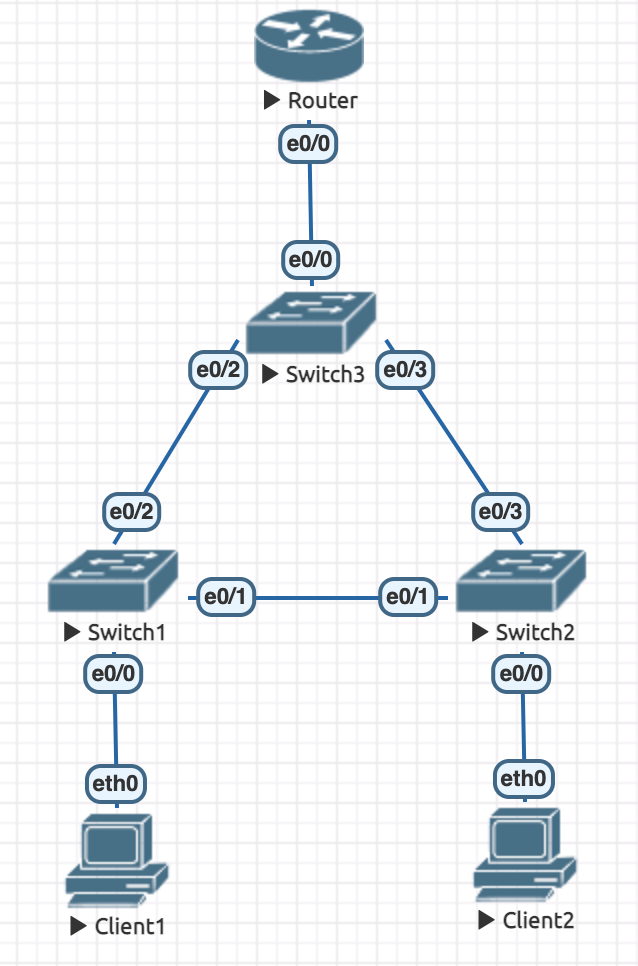 Router
e0/0
e0/0
e0/2
Switch3
e0/3
e0/2
e0/3
e0/1
e0/1
Switch1
Switch2
e0/0
e0/0
eth0
eth0
Client1
Client2